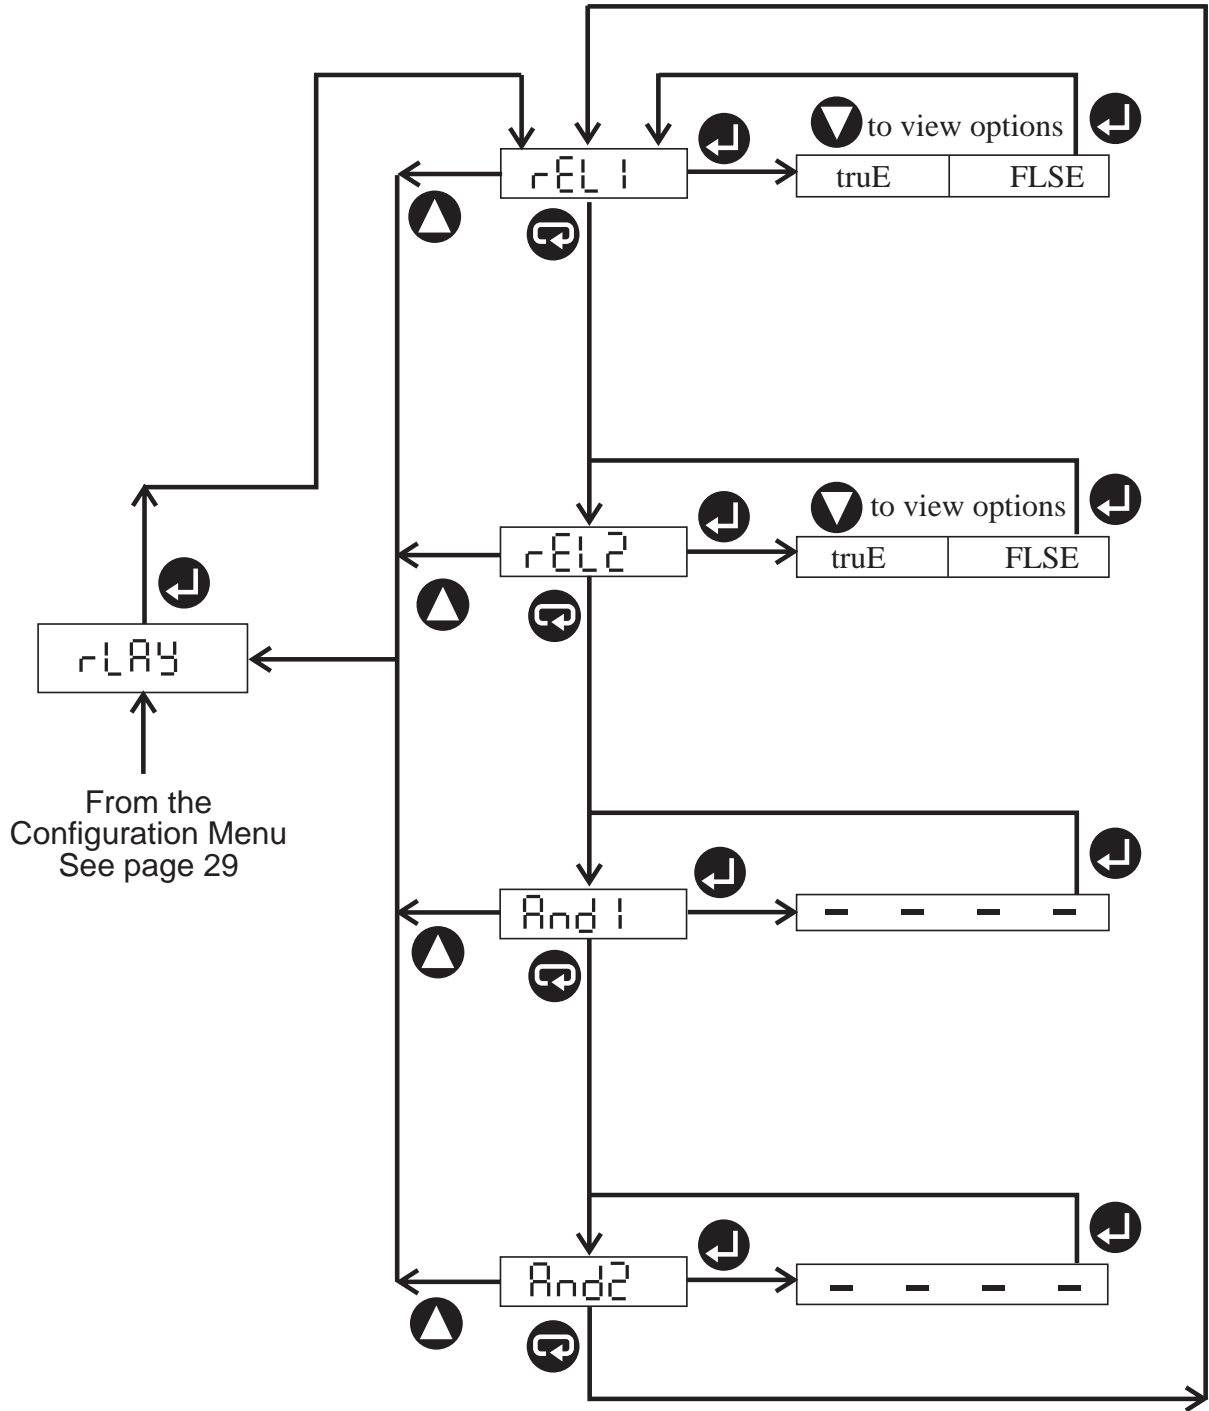 to view options
rEL1
truE FLSE
to view options
rEL2
truE FLSE
rLAY
From the
Configuration Menu
See page 29
And1
- - - -
And2
- - - -